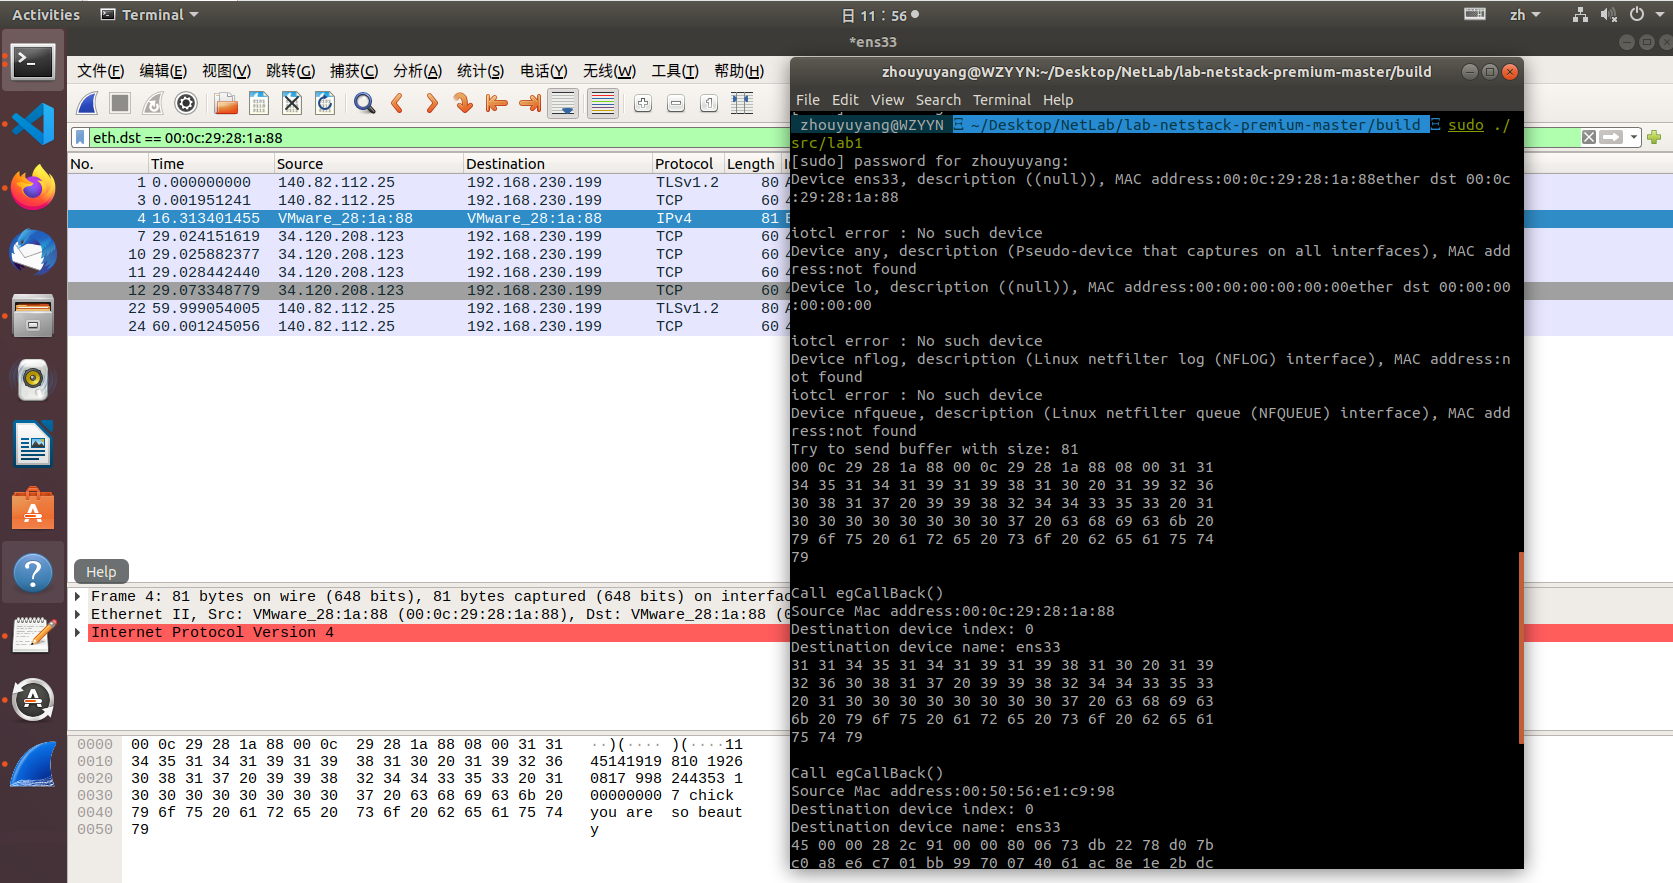 Activities Terminal 日 11：56 zh
*ens33
文件(F) 编辑(E) 视图(V) 跳转(G) 捕获(C) 分析(A) 统计(S) 电话(Y) 无线(W) 工具(T) 帮助(H)
eth.dst == 00:0c:29:28:1a:88
No. Time Source Destination Protocol Length
1 0.000000000 140.82.112.25 192.168.230.199 TLSv1.2 80
3 0.001951241 140.82.112.25 192.168.230.199 TCP 60
4 16.313401455 VMware_28:1a:88 VMware_28:1a:88 IPv4 81
7 29.024151619 34.120.208.123 192.168.230.199 TCP 60
10 29.025882377 34.120.208.123 192.168.230.199 TCP 60
11 29.028442440 34.120.208.123 192.168.230.199 TCP 60
12 29.073348779 34.120.208.123 192.168.230.199 TCP 60
22 59.999054005 140.82.112.25 192.168.230.199 TLSv1.2 80
24 60.001245056 140.82.112.25 192.168.230.199 TCP 60
Help
Frame 4: 81 bytes on wire (648 bits), 81 bytes captured (648 bits) on interfac
Ethernet II, Src: VMware_28:1a:88 (00:0c:29:28:1a:88), Dst: VMware_28:1a:88 (
Internet Protocol Version 4
0000 00 0c 29 28 1a 88 00 0c 29 28 1a 88 08 00 31 31 ··)(···· )(····11
0010 34 35 31 34 31 39 31 39 38 31 30 20 31 39 32 36 45141919 810 1926
0020 30 38 31 37 20 39 39 38 32 34 34 33 35 33 20 31 0817 998 244353 1
0030 30 30 30 30 30 30 30 30 37 20 63 68 69 63 6b 20 00000000 7 chick
0040 79 6f 75 20 61 72 65 20 73 6f 20 62 65 61 75 74 you are so beaut
0050 79 y
zhouyuyang@WZYYN:~/Desktop/NetLab/lab-netstack-premium-master/build
File Edit View Search Terminal Help
zhouyuyang@WZYYN ~/Desktop/NetLab/lab-netstack-premium-master/build sudo ./
src/lab1
[sudo] password for zhouyuyang:
Device ens33, description ((null)), MAC address:00:0c:29:28:1a:88ether dst 00:0c
:29:28:1a:88
iotcl error : No such device
Device any, description (Pseudo-device that captures on all interfaces), MAC add
ress:not found
Device lo, description ((null)), MAC address:00:00:00:00:00:00ether dst 00:00:00
:00:00:00
iotcl error : No such device
Device nflog, description (Linux netfilter log (NFLOG) interface), MAC address:n
ot found
iotcl error : No such device
Device nfqueue, description (Linux netfilter queue (NFQUEUE) interface), MAC add
ress:not found
Try to send buffer with size: 81
00 0c 29 28 1a 88 00 0c 29 28 1a 88 08 00 31 31
34 35 31 34 31 39 31 39 38 31 30 20 31 39 32 36
30 38 31 37 20 39 39 38 32 34 34 33 35 33 20 31
30 30 30 30 30 30 30 30 37 20 63 68 69 63 6b 20
79 6f 75 20 61 72 65 20 73 6f 20 62 65 61 75 74
79
Call egCallBack()
Source Mac address:00:0c:29:28:1a:88
Destination device index: 0
Destination device name: ens33
31 31 34 35 31 34 31 39 31 39 38 31 30 20 31 39
32 36 30 38 31 37 20 39 39 38 32 34 34 33 35 33
20 31 30 30 30 30 30 30 30 30 37 20 63 68 69 63
6b 20 79 6f 75 20 61 72 65 20 73 6f 20 62 65 61
75 74 79
Call egCallBack()
Source Mac address:00:50:56:e1:c9:98
Destination device index: 0
Destination device name: ens33
45 00 00 28 2c 91 00 00 80 06 73 db 22 78 d0 7b
c0 a8 e6 c7 01 bb 99 70 07 40 61 ac 8e 1e 2b dc